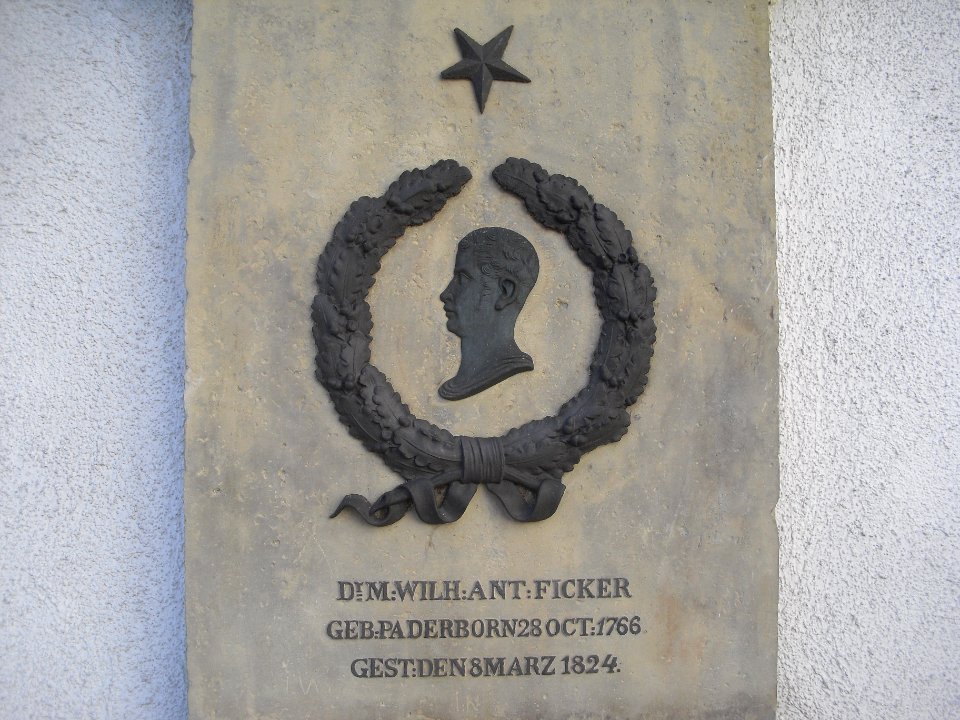 DR M:WILH:ANT:FICKER
GEB:PADERBORN 28 OCT:1766.
GEST:DEN 8 MARZ 1824.